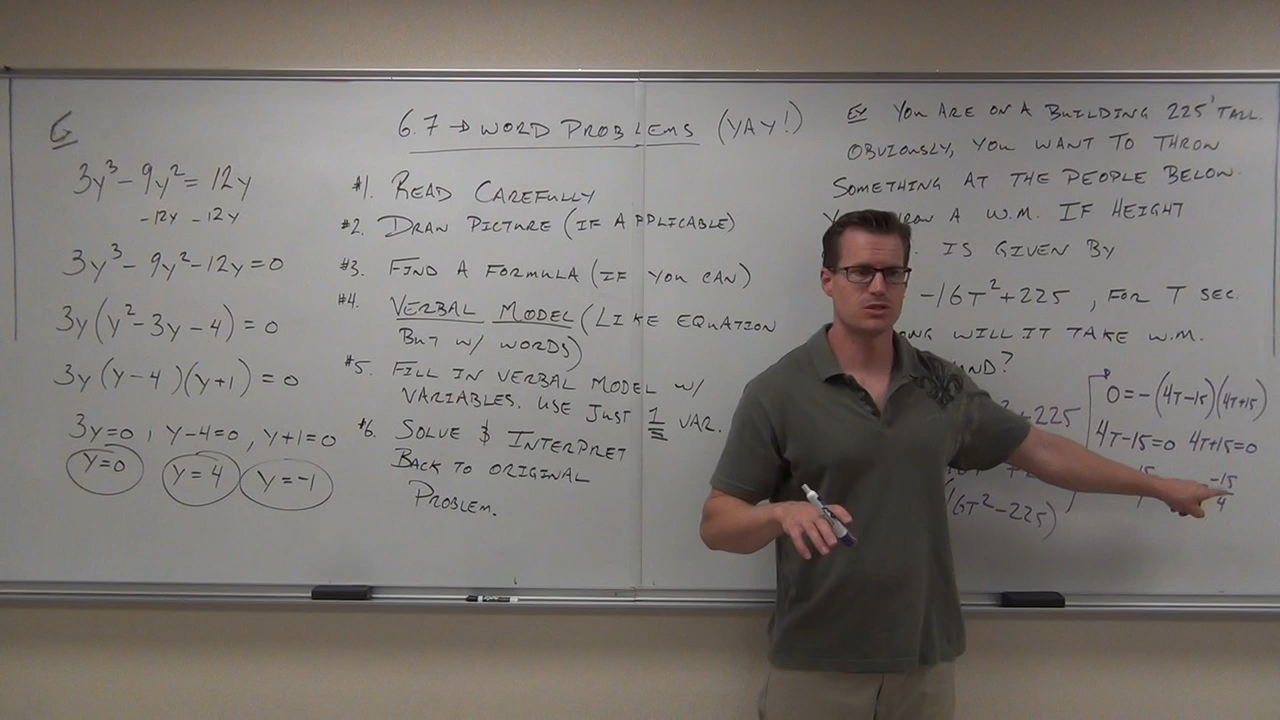 6
3y³ - 9y² = 12y
-12y -12y
3y³ - 9y² - 12y = 0
3y(y² - 3y - 4) = 0
3y(y-4)(y+1) = 0
3y=0, y-4=0, y+1=0
y=0 y=4 y=-1
6.7 → WORD PROBLEMS (YAY!)
#1. READ CAREFULLY
#2. DRAW PICTURE (IF APPLICABLE)
#3. FIND A FORMULA (IF YOU CAN)
#4. VERBAL MODEL (LIKE EQUATION
BUT W/ WORDS)
#5. FILL IN VERBAL MODEL W/
VARIABLES. USE JUST 1 VAR.
#6. SOLVE & INTERPRET
BACK TO ORIGINAL
PROBLEM.
EX YOU ARE ON A BUILDING 225' TALL.
OBVIOUSLY, YOU WANT TO THROW
SOMETHING AT THE PEOPLE BELOW.
A W.M. IF HEIGHT
IS GIVEN BY
-16T² + 225, FOR T SEC.
WILL IT TAKE W.M.
+225
(16T² - 225)
0 = -(4T-15)(4T+15)
4T-15=0 4T+15=0
15
-15
4